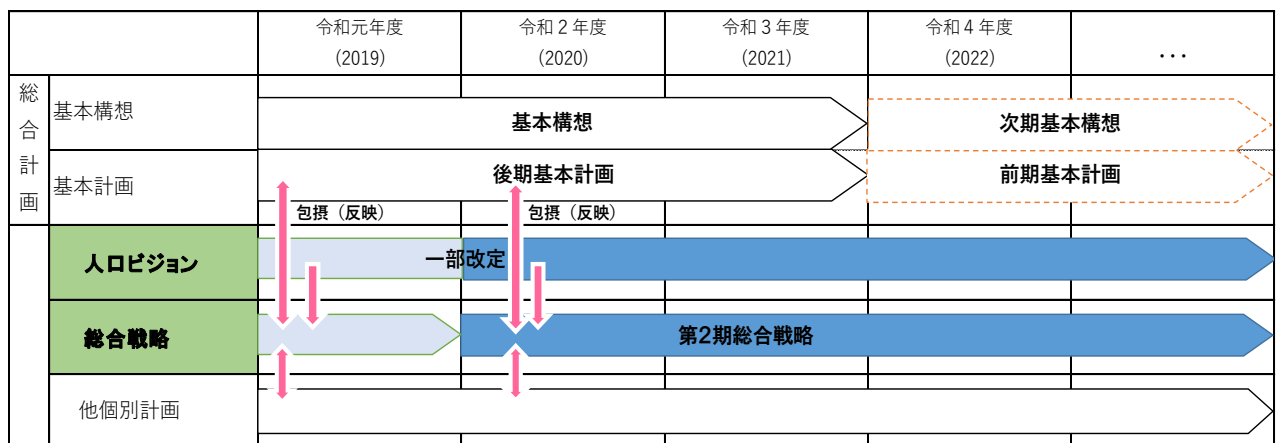 令和元年度
(2019)
令和２年度
(2020)
令和３年度
(2021)
令和４年度
(2022)
･･･
総合計画
基本構想
基本構想
次期基本構想
基本計画
後期基本計画
前期基本計画
包摂（反映）
包摂（反映）
人口ビジョン
一部改定
総合戦略
第2期総合戦略
他個別計画